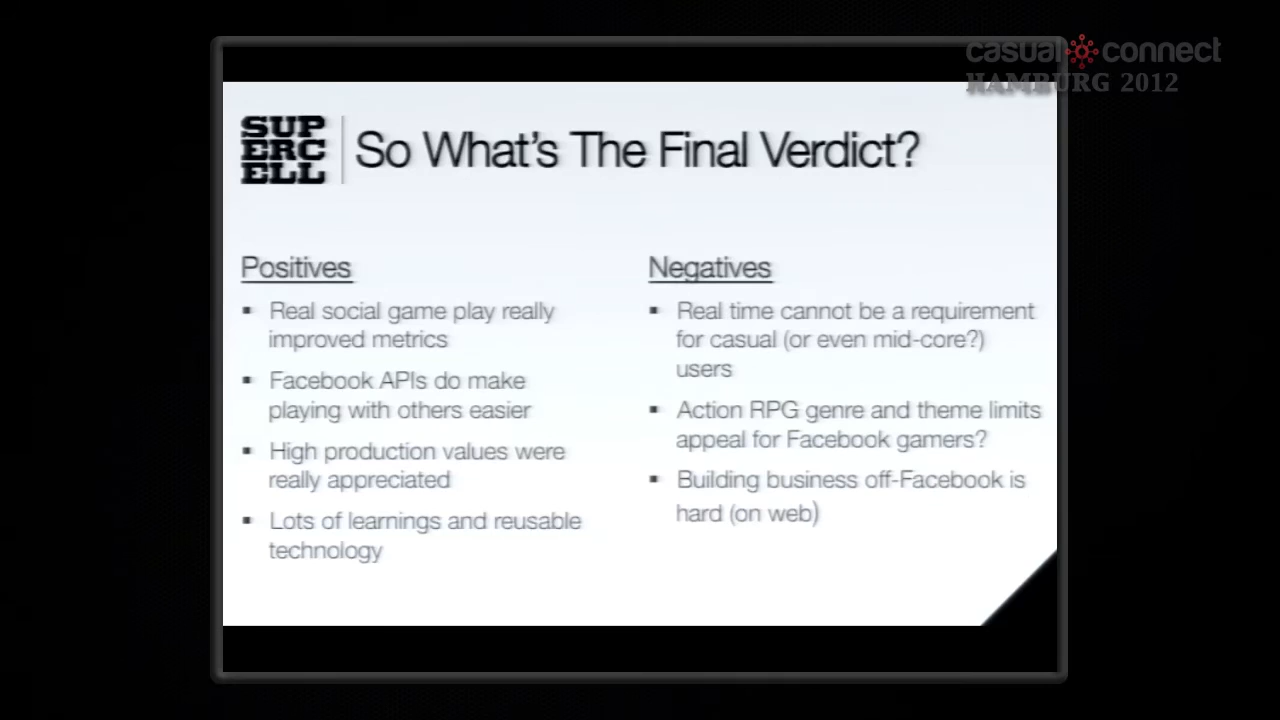 casual connect
HAMBURG 2012
SUP
ERC
ELL
So What's The Final Verdict?
Positives
▪ Real social game play really
improved metrics
▪ Facebook APIs do make
playing with others easier
▪ High production values were
really appreciated
▪ Lots of learnings and reusable
technology
Negatives
▪ Real time cannot be a requirement
for casual (or even mid-core?)
users
▪ Action RPG genre and theme limits
appeal for Facebook gamers?
▪ Building business off-Facebook is
hard (on web)